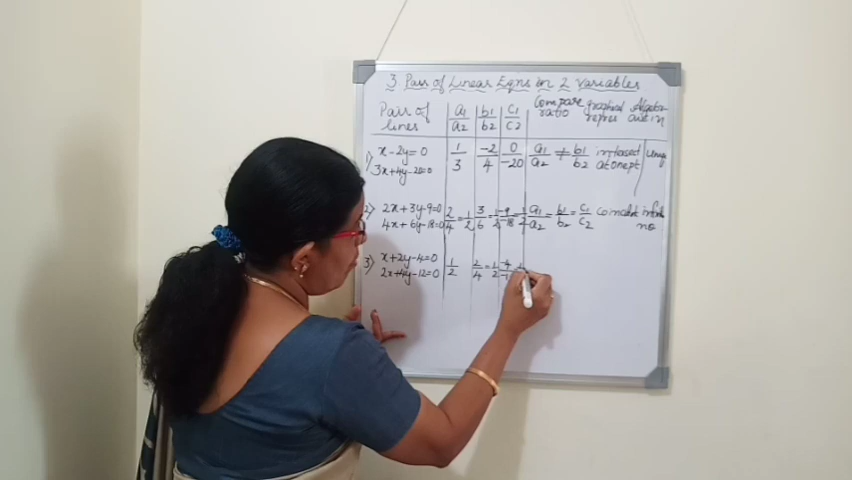 3 Pair of Linear Eqns in 2 Variables
Pair of lines a1/a2 b1/b2 c1/c2 Compare ratio graphical repres Algebra
1) x - 2y = 0 1/3 -2/4 0/-20 a1/a2 ≠ b1/b2 intersect
3x + 4y - 20 = 0 at one pt
2) 2x + 3y - 9 = 0 2/4 = 1/2 3/6 = 1/2 -9/-18 = 1/2 a1/a2 = b1/b2 = c1/c2
4x + 6y - 18 = 0 no
3) x + 2y - 4 = 0 1/2 2/4 = 1/2
2x + 4y - 12 = 0